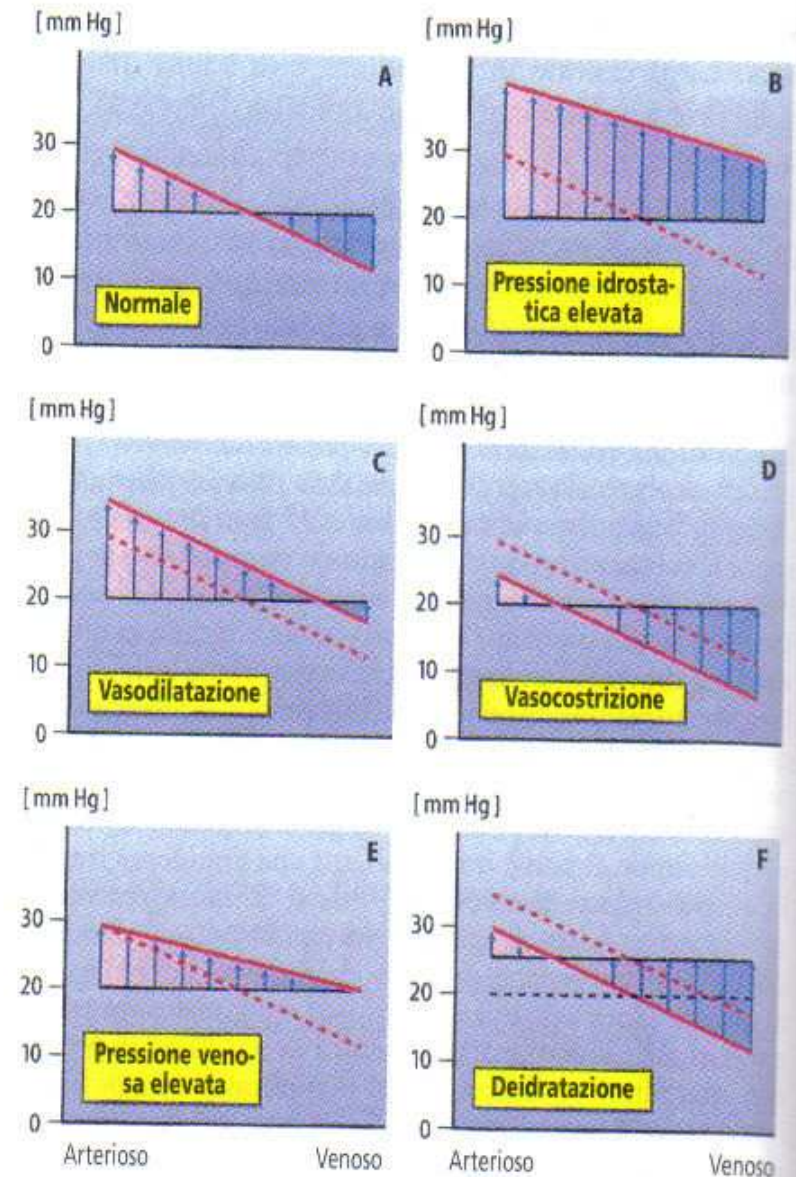 [mm Hg]
A
30
20
10
0
Normale
[mm Hg]
B
30
20
10
0
Pressione idrosta-
tica elevata
[mm Hg]
C
30
20
10
0
Vasodilatazione
[mm Hg]
D
30
20
10
0
Vasocostrizione
[mm Hg]
E
30
20
10
0
Pressione veno-
sa elevata
Arterioso Venoso
[mm Hg]
F
30
20
10
0
Deidratazione
Arterioso Venoso